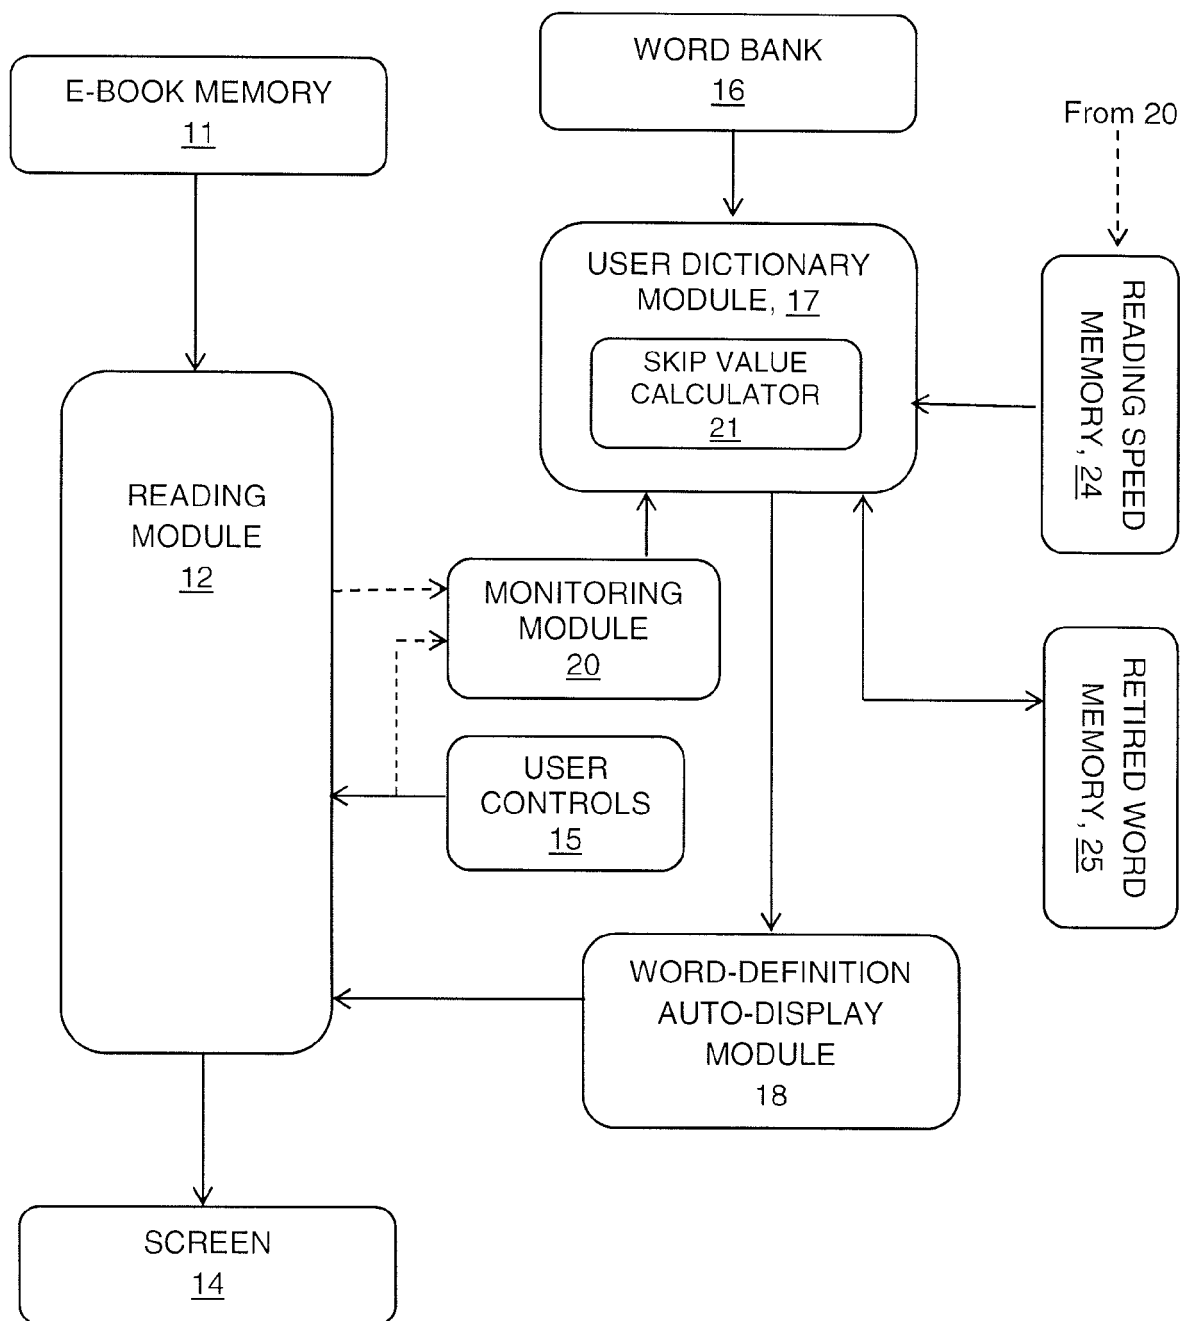 E-BOOK MEMORY
11
WORD BANK
16
From 20
USER DICTIONARY
MODULE, 17
SKIP VALUE
CALCULATOR
21
READING SPEED
MEMORY, 24
READING
MODULE
12
MONITORING
MODULE
20
USER
CONTROLS
15
RETIRED WORD
MEMORY, 25
WORD-DEFINITION
AUTO-DISPLAY
MODULE
18
SCREEN
14